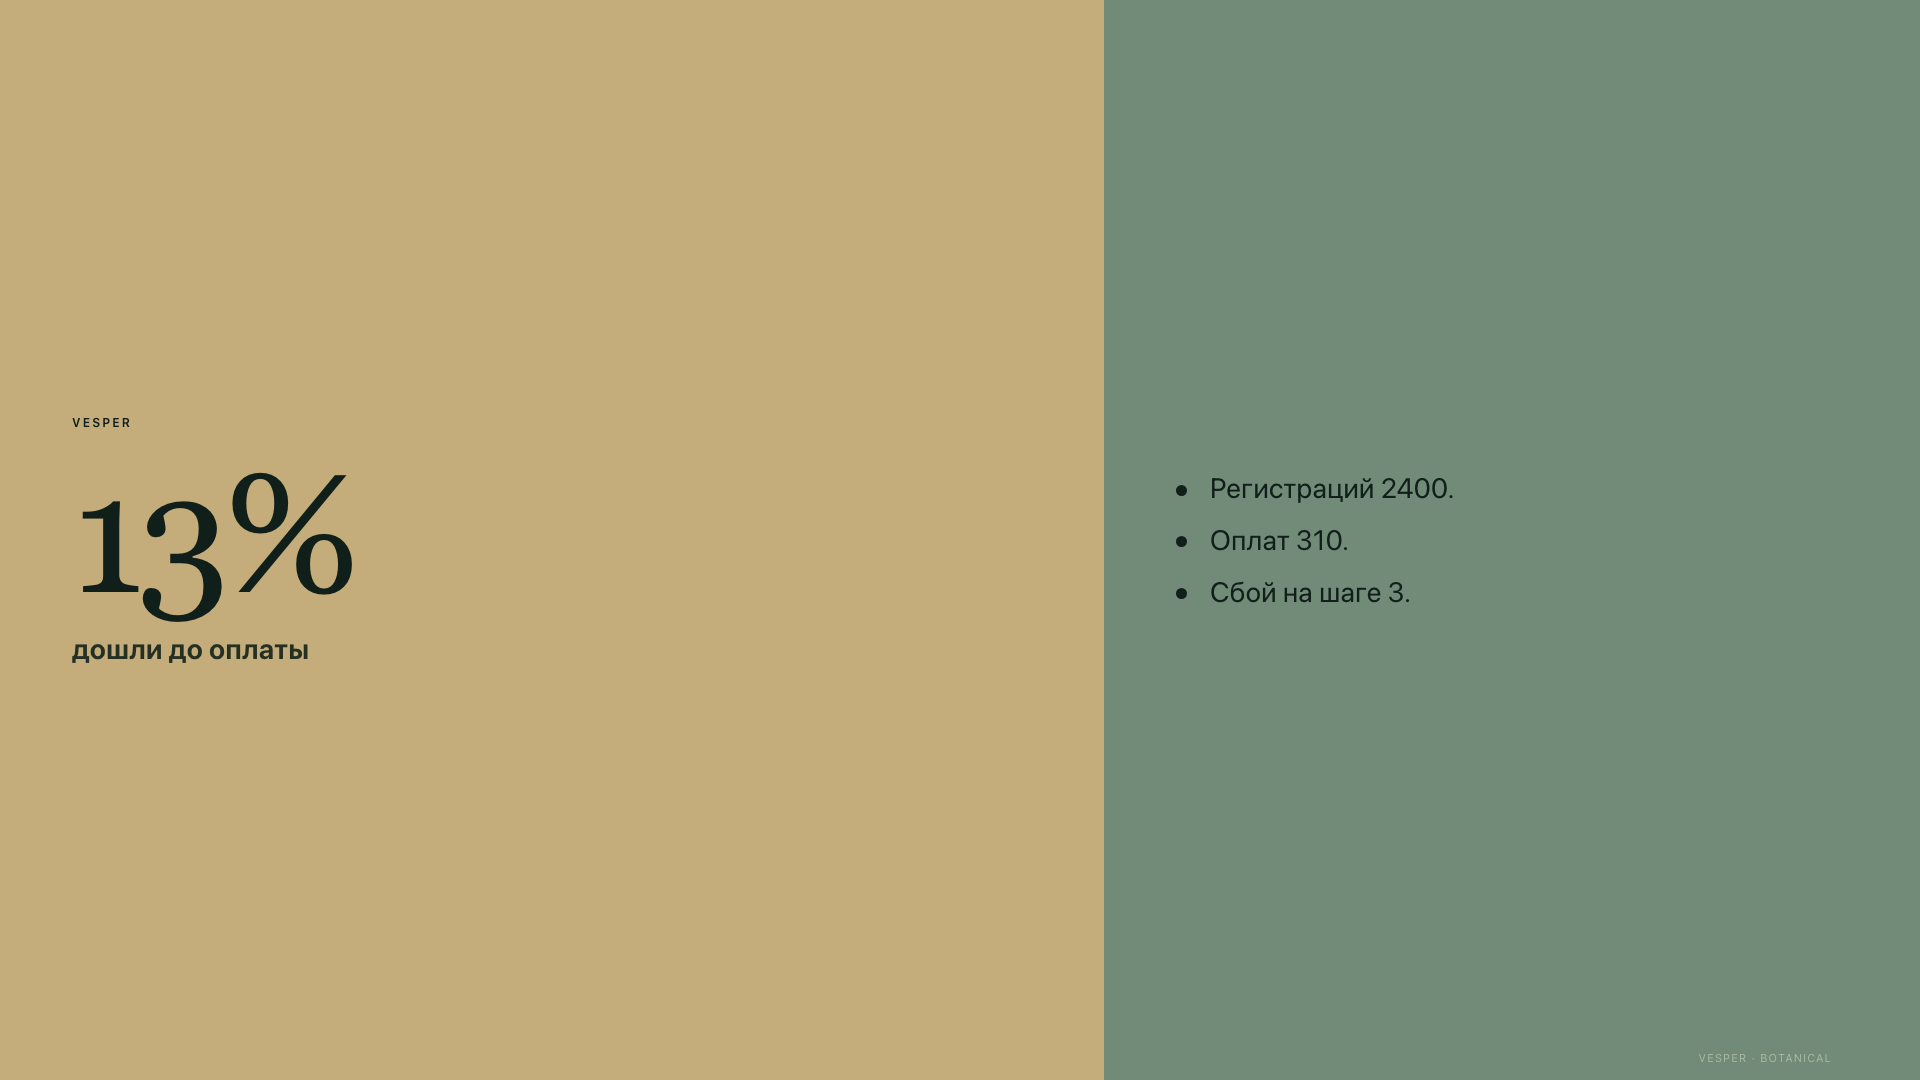 VESPER
13%
дошли до оплаты
Регистраций 2400.
Оплат 310.
Сбой на шаге 3.
VESPER · BOTANICAL